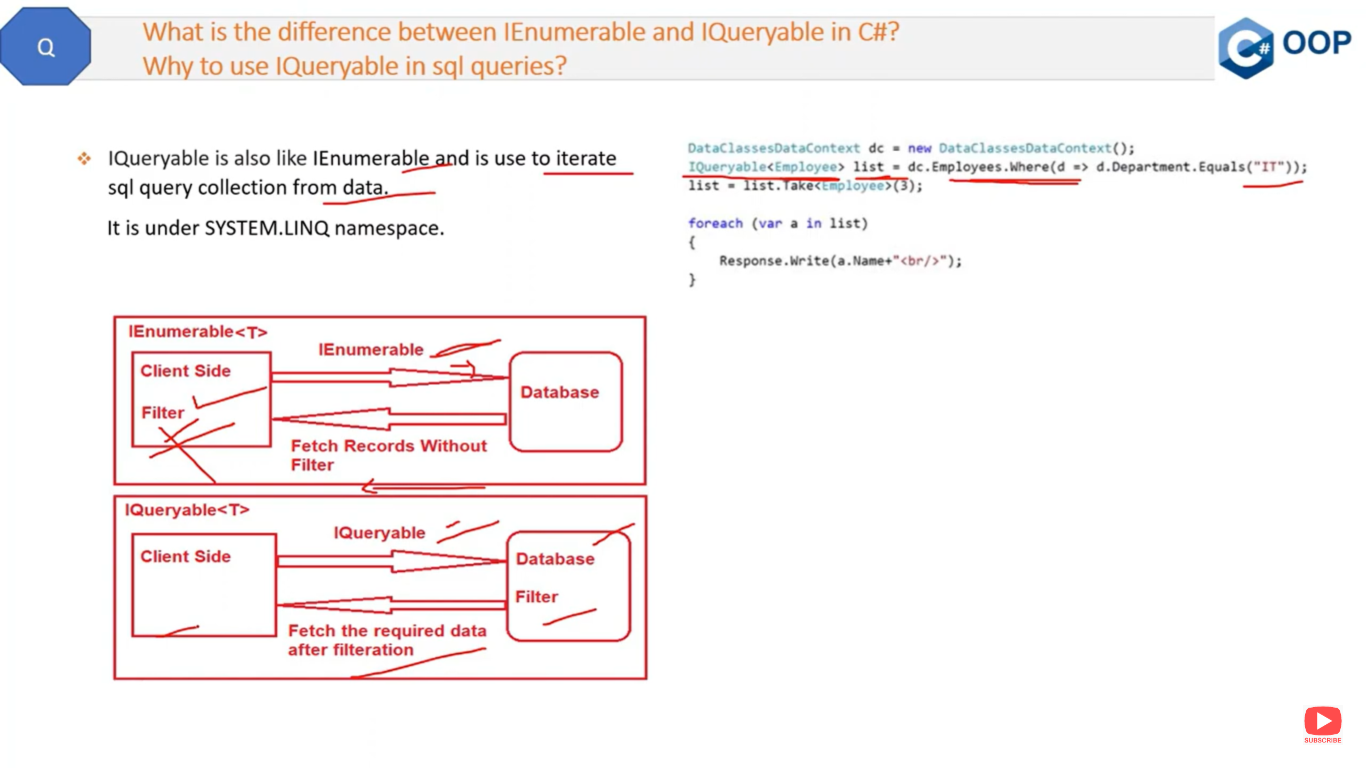 Q
What is the difference between IEnumerable and IQueryable in C#?
Why to use IQueryable in sql queries?
C# OOP
❖ IQueryable is also like IEnumerable and is use to iterate
sql query collection from data.
It is under SYSTEM.LINQ namespace.
DataClassesDataContext dc = new DataClassesDataContext();
IQueryable<Employee> list = dc.Employees.Where(d => d.Department.Equals("IT"));
list = list.Take<Employee>(3);
foreach (var a in list)
{
Response.Write(a.Name+"<br/>");
}
IEnumerable<T>
IEnumerable
Client Side
Filter
Database
Fetch Records Without
Filter
IQueryable<T>
IQueryable
Client Side
Database
Filter
Fetch the required data
after filteration
SUBSCRIBE